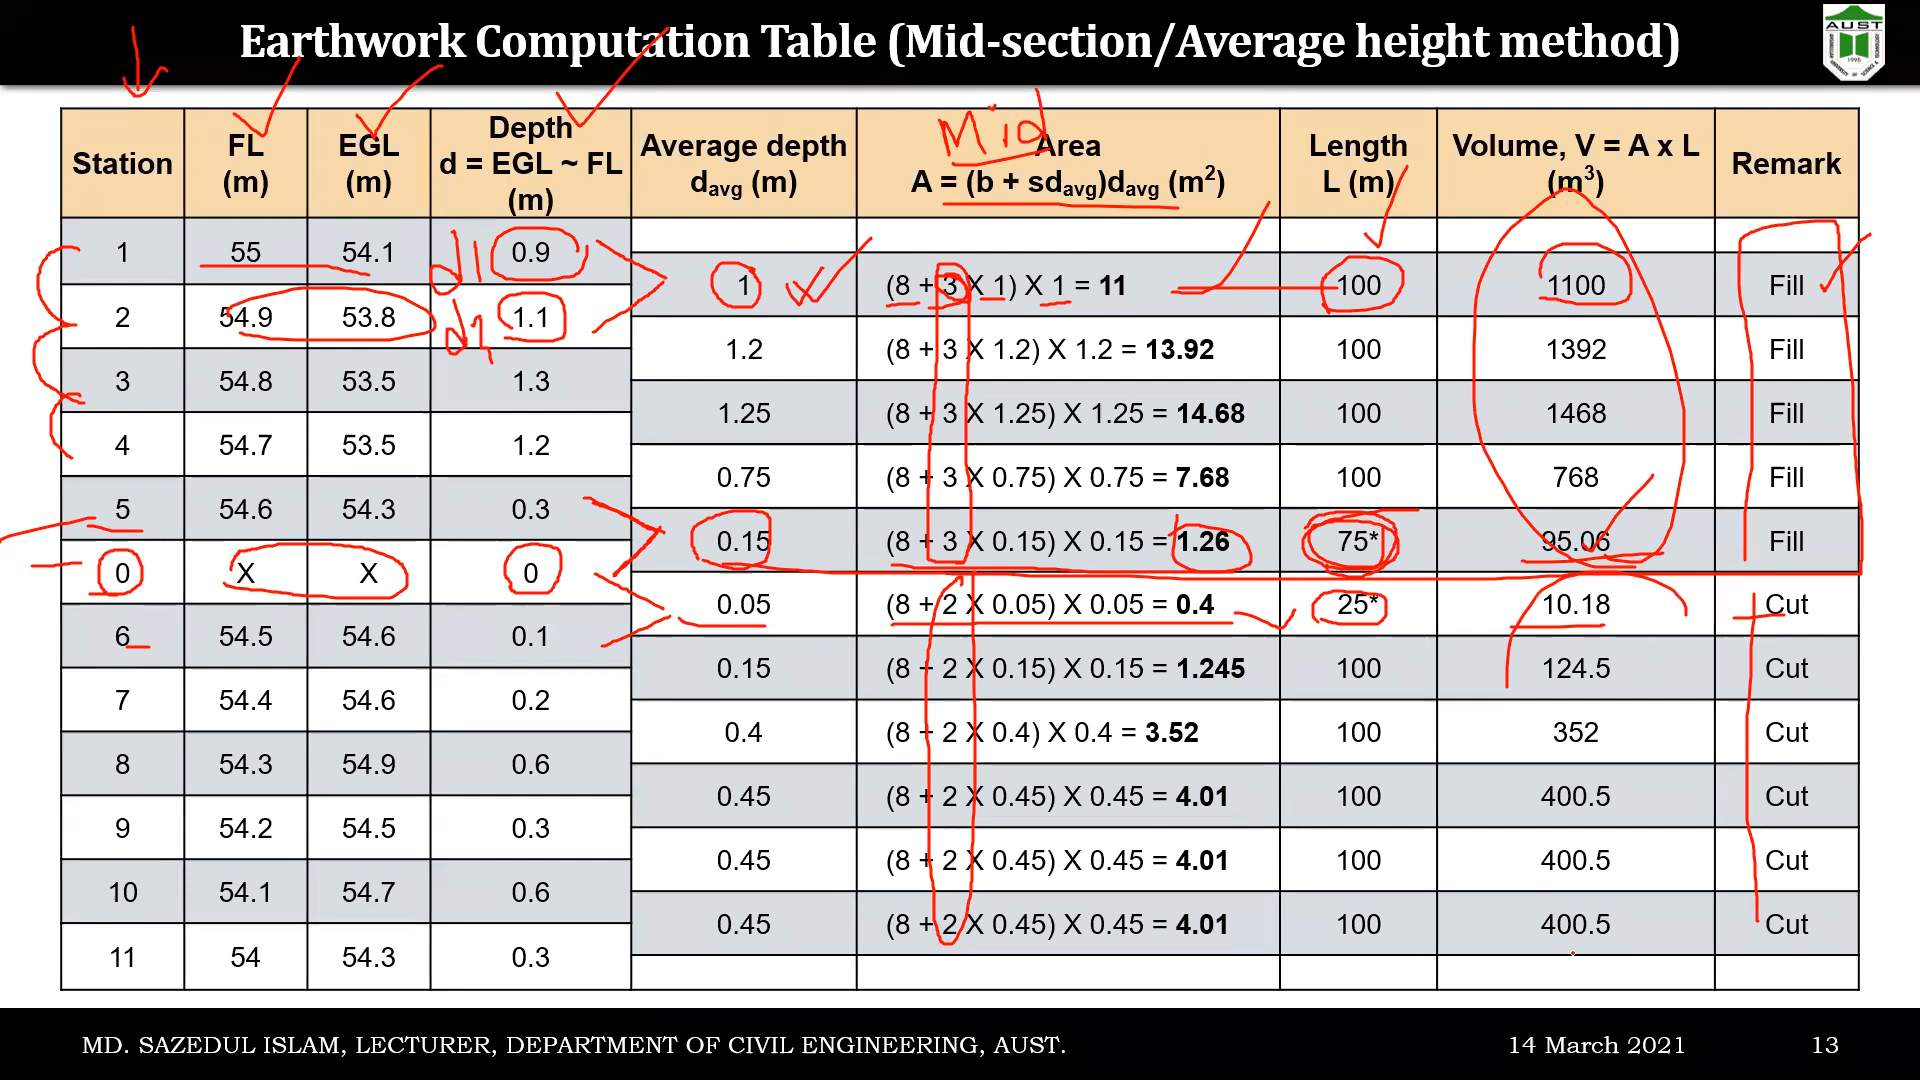 Earthwork Computation Table (Mid-section/Average height method)
AUST
1995
Station FL (m) EGL (m) Depth d = EGL ~ FL (m) Average depth davg (m) Area A = (b + sdavg)davg (m2) Length L (m) Volume, V = A x L (m3) Remark
Mid
1 55 54.1 d1 0.9
1 (8 + 3 X 1) X 1 = 11 100 1100 Fill
2 54.9 53.8 d2 1.1
1.2 (8 + 3 X 1.2) X 1.2 = 13.92 100 1392 Fill
3 54.8 53.5 1.3
1.25 (8 + 3 X 1.25) X 1.25 = 14.68 100 1468 Fill
4 54.7 53.5 1.2
0.75 (8 + 3 X 0.75) X 0.75 = 7.68 100 768 Fill
5 54.6 54.3 0.3
0.15 (8 + 3 X 0.15) X 0.15 = 1.26 75* 95.06 Fill
0 X X 0
0.05 (8 + 2 X 0.05) X 0.05 = 0.4 25* 10.18 Cut
6 54.5 54.6 0.1
0.15 (8 + 2 X 0.15) X 0.15 = 1.245 100 124.5 Cut
7 54.4 54.6 0.2
0.4 (8 + 2 X 0.4) X 0.4 = 3.52 100 352 Cut
8 54.3 54.9 0.6
0.45 (8 + 2 X 0.45) X 0.45 = 4.01 100 400.5 Cut
9 54.2 54.5 0.3
0.45 (8 + 2 X 0.45) X 0.45 = 4.01 100 400.5 Cut
10 54.1 54.7 0.6
0.45 (8 + 2 X 0.45) X 0.45 = 4.01 100 400.5 Cut
11 54 54.3 0.3
MD. SAZEDUL ISLAM, LECTURER, DEPARTMENT OF CIVIL ENGINEERING, AUST.
14 March 2021
13